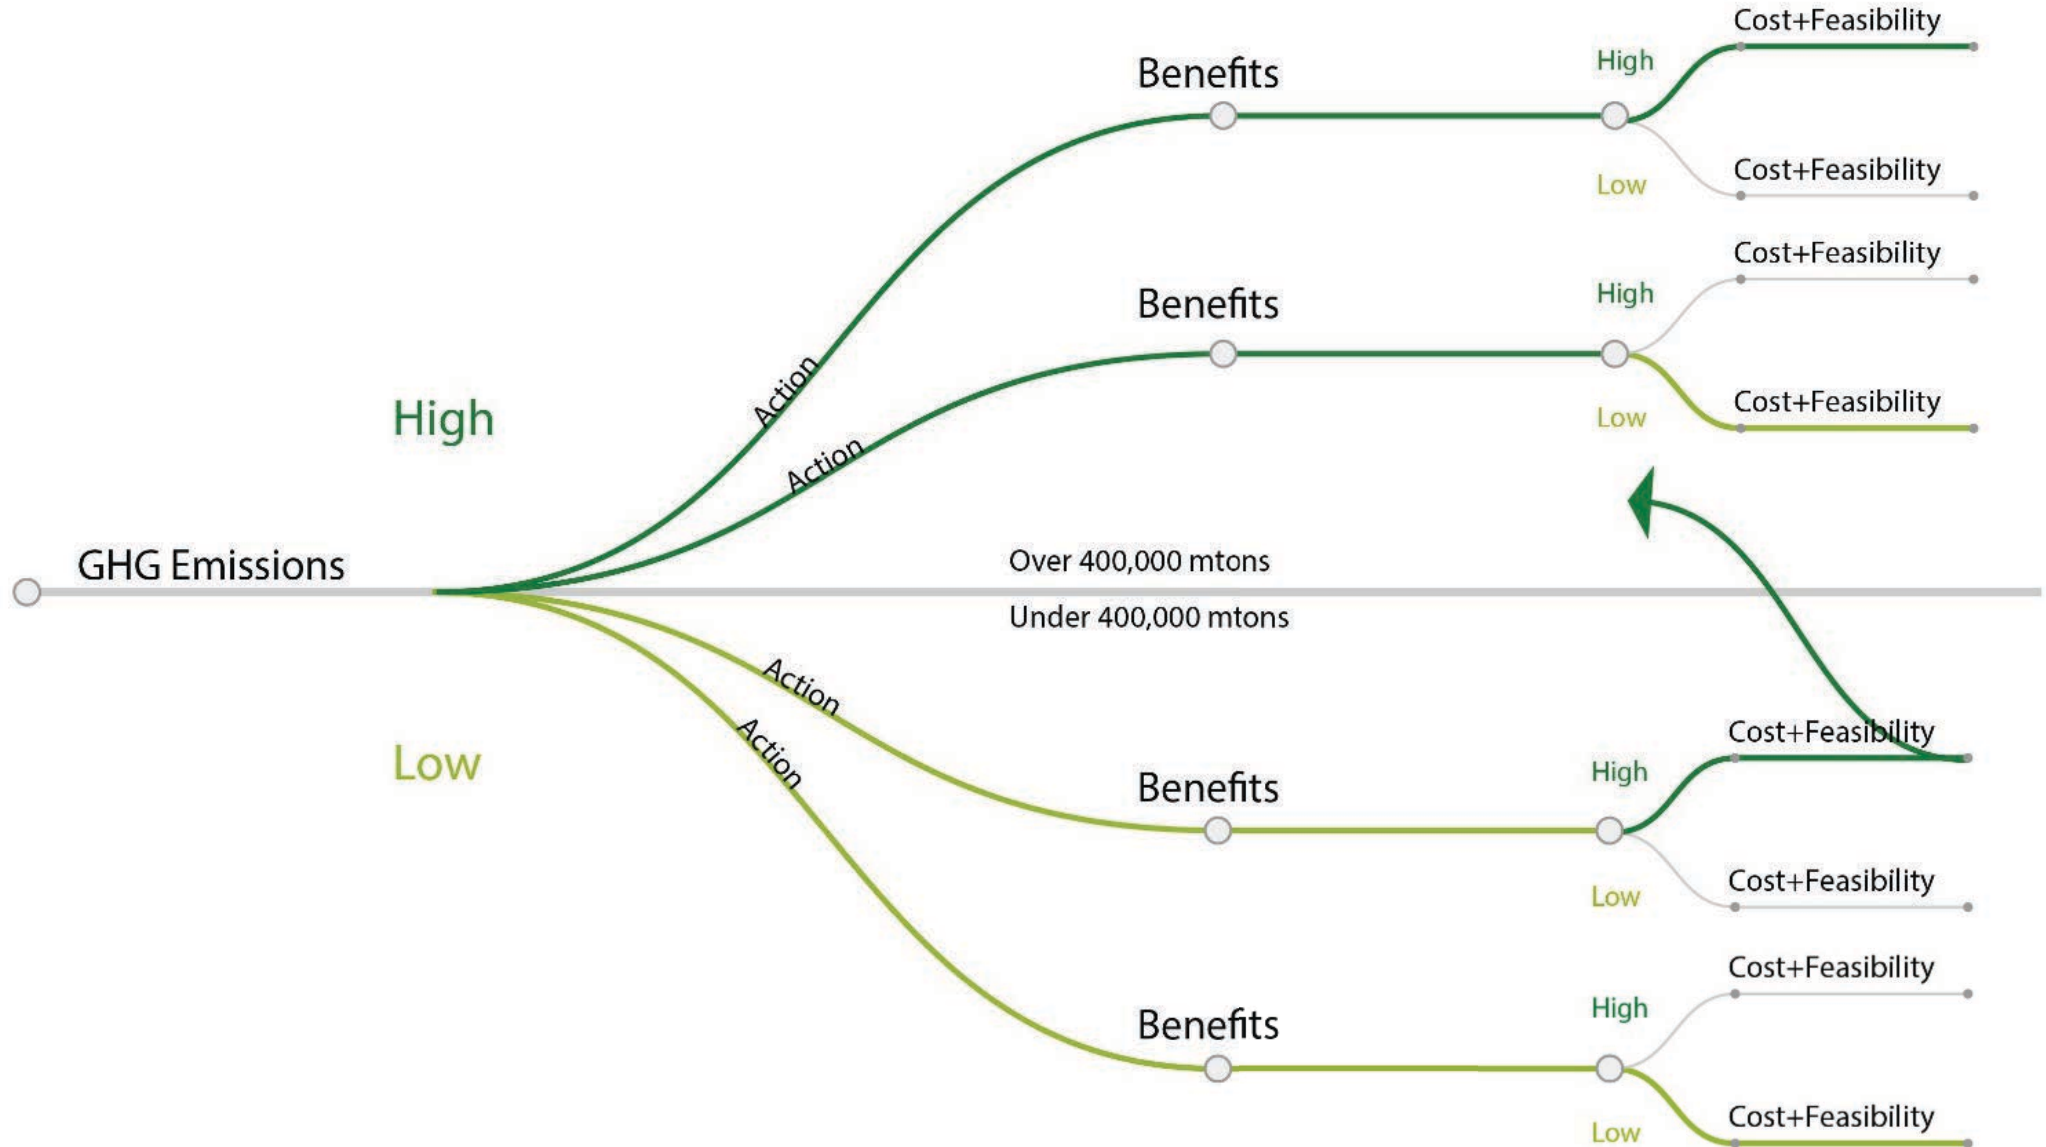 Cost+Feasibility
High
Benefits
Cost+Feasibility
Low
Cost+Feasibility
High
Benefits
Action
Cost+Feasibility
High
Low
Action
Over 400,000 mtons
GHG Emissions
Under 400,000 mtons
Action
Cost+Feasibility
Action
Low
High
Benefits
Cost+Feasibility
Low
Cost+Feasibility
High
Benefits
Cost+Feasibility
Low